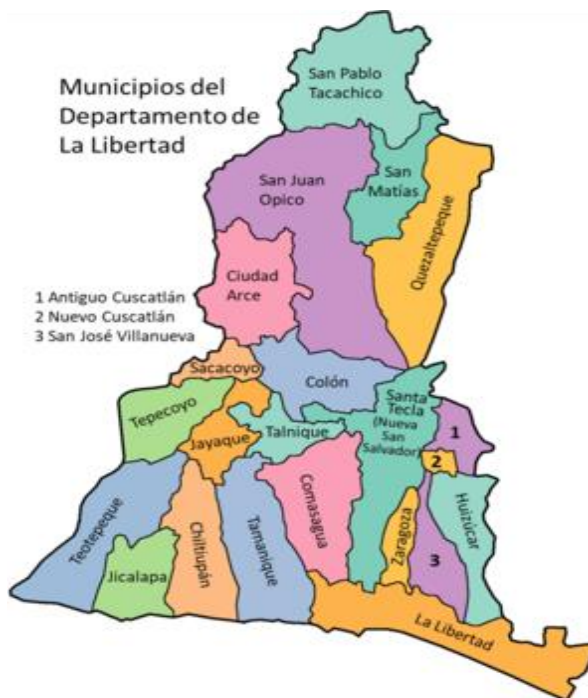 Municipios del
Departamento de
La Libertad
San Pablo
Tacachico
San Juan
Opico
San
Matías
Quezaltepeque
Ciudad
Arce
1 Antiguo Cuscatlán
2 Nuevo Cuscatlán
3 San José Villanueva
Sacacoyo
Colón
Tepecoyo
Jayaque
Talnique
Santa
Tecla
(Nueva
San
Salvador)
1
2
3
Teotepeque
Jicalapa
Chiltiupán
Tamanique
Comasagua
Zaragoza
Huizúcar
La Libertad